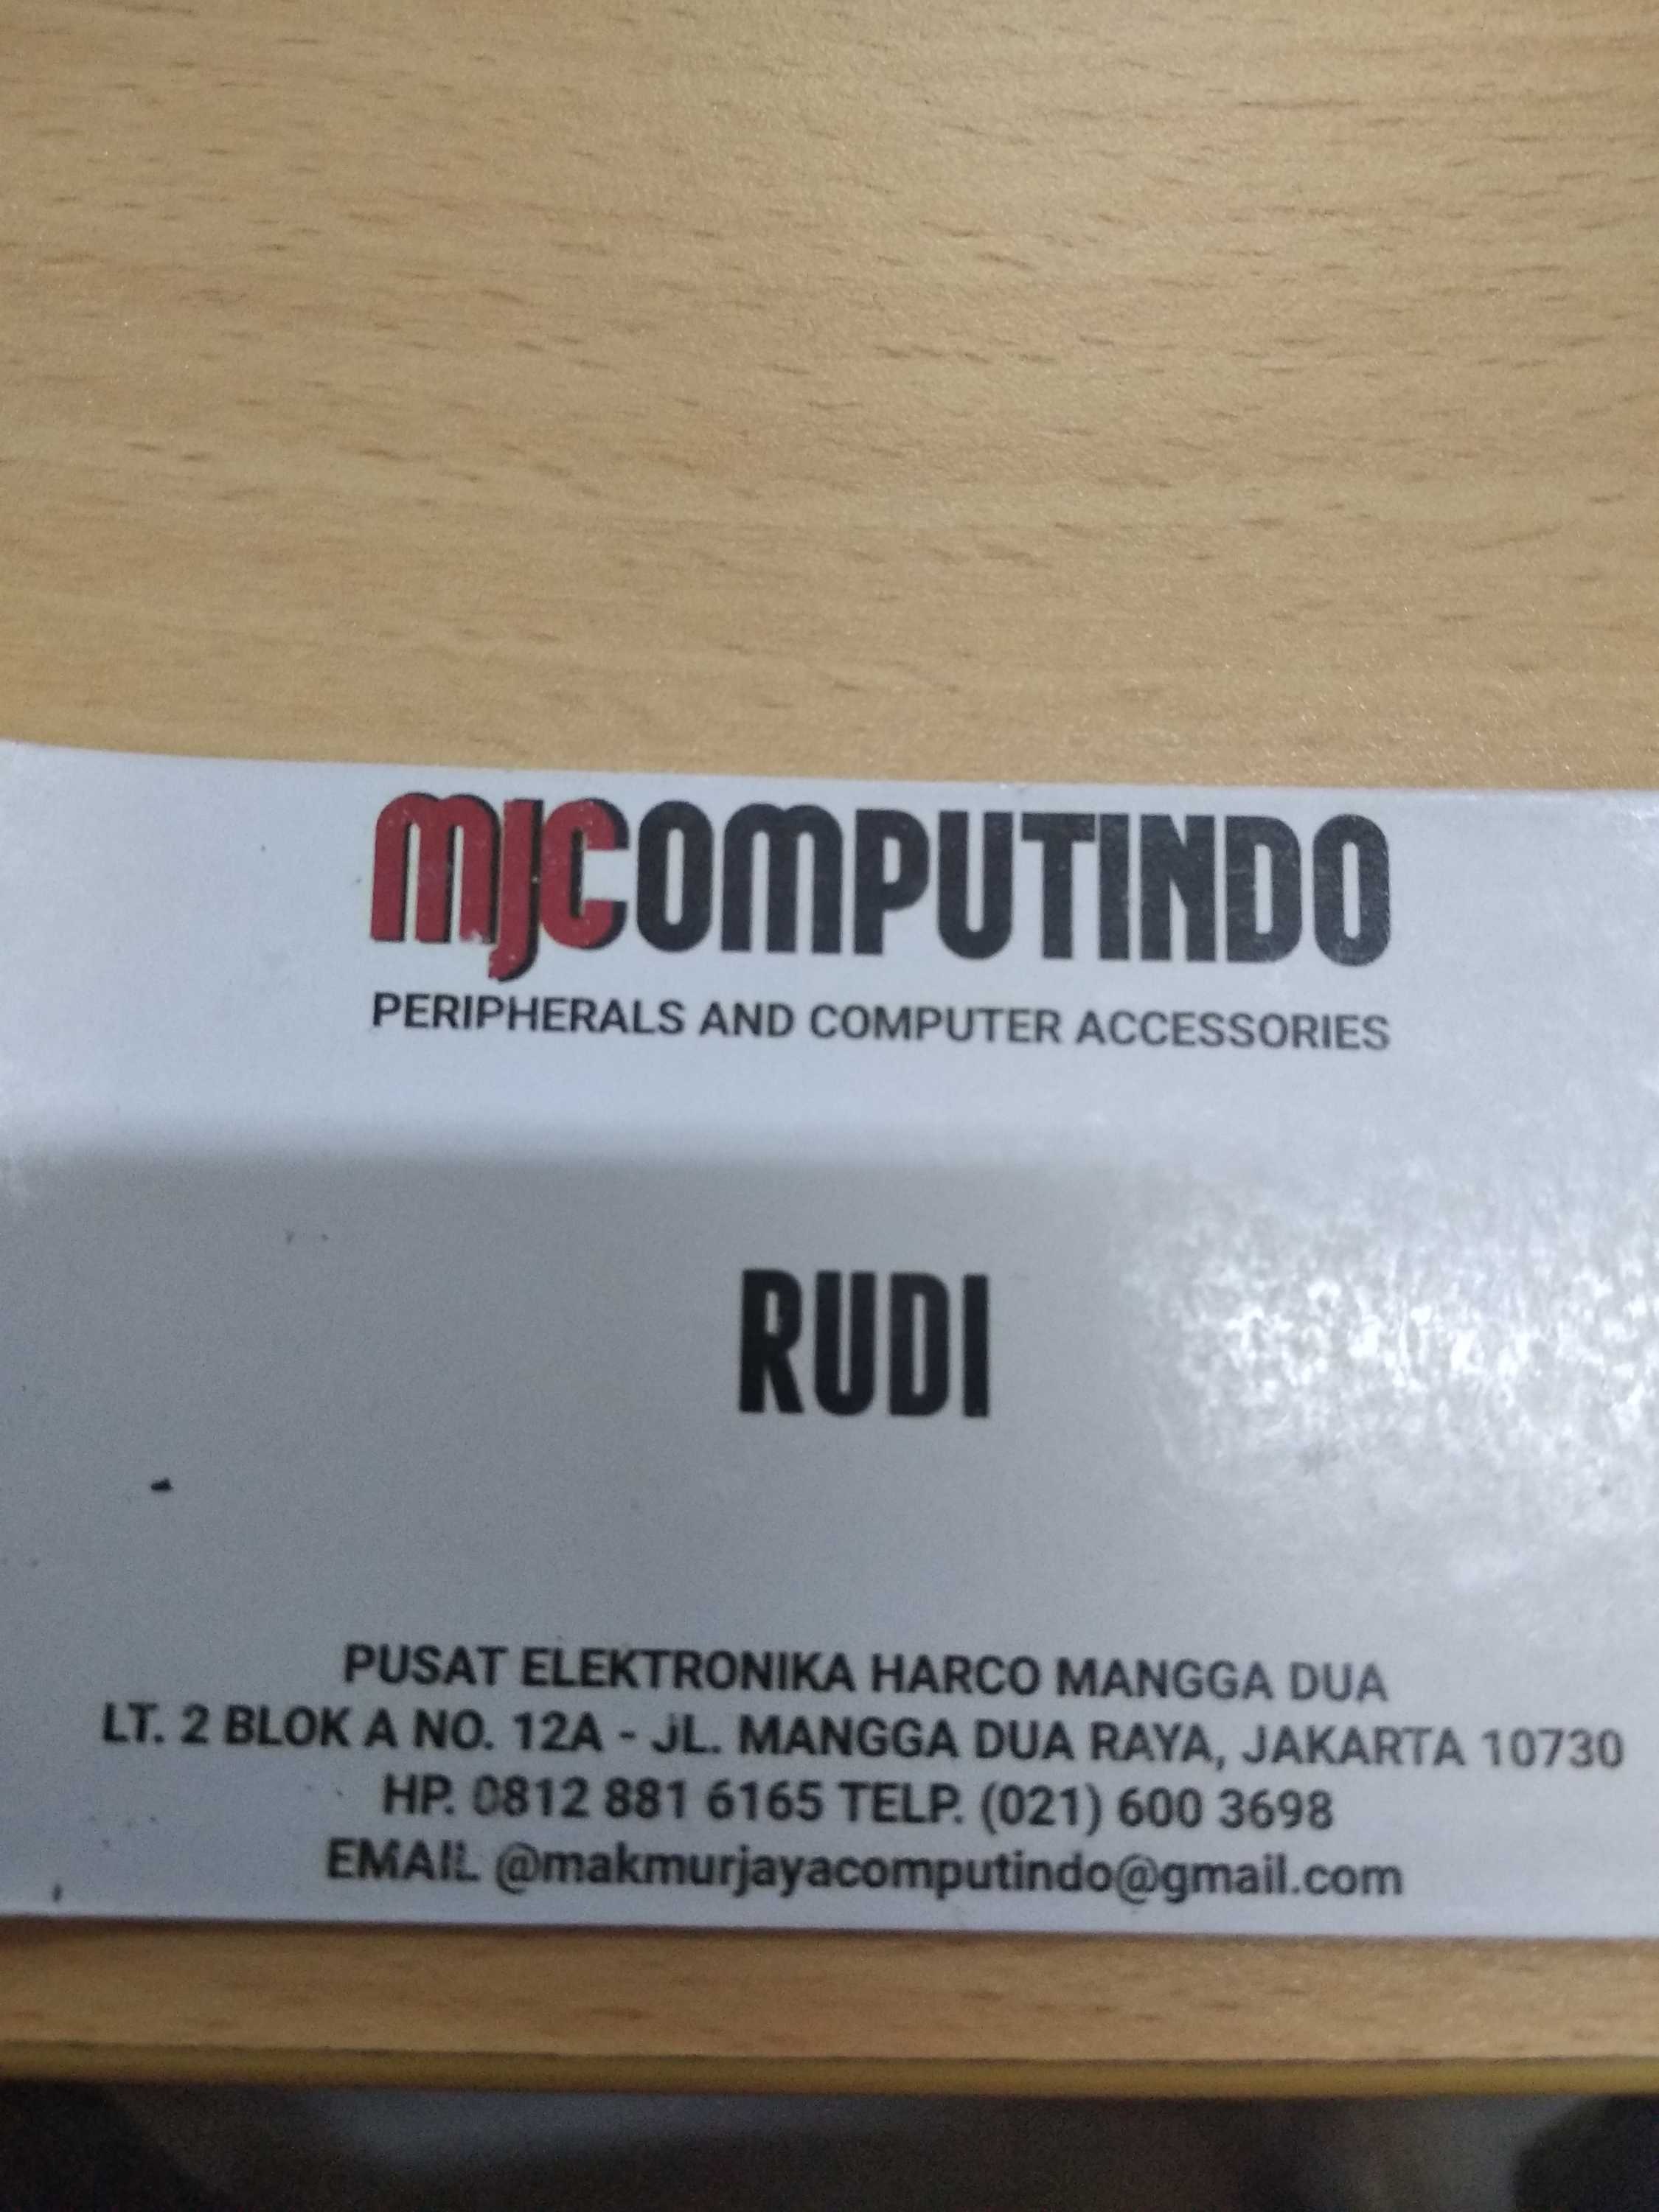 MJCOMPUTINDO
PERIPHERALS AND COMPUTER ACCESSORIES
RUDI
PUSAT ELEKTRONIKA HARCO MANGGA DUA
LT. 2 BLOK A NO. 12A - JL. MANGGA DUA RAYA, JAKARTA 10730
HP. 0812 881 6165 TELP. (021) 600 3698
EMAIL @makmurjayacomputindo@gmail.com